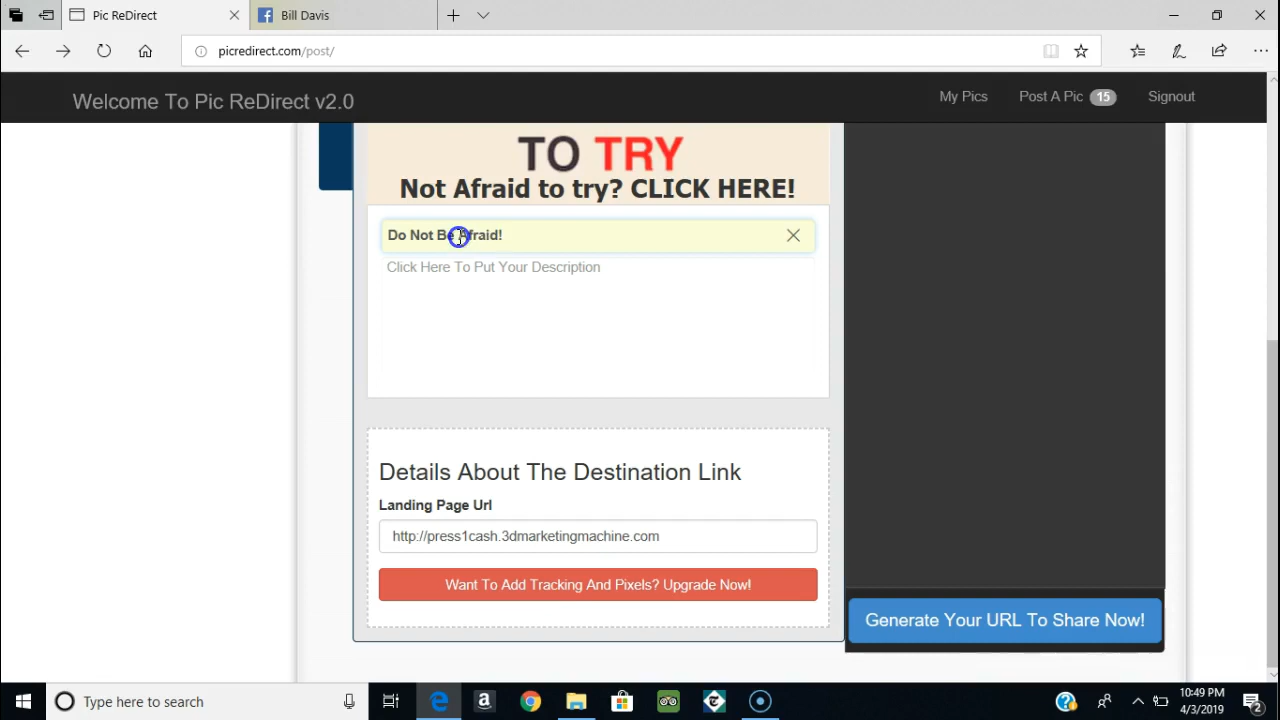 Pic ReDirect
Bill Davis
picredirect.com/post/
Welcome To Pic ReDirect v2.0
My Pics
Post A Pic 15
Signout
TO TRY
Not Afraid to try? CLICK HERE!
Do Not Be Afraid!
Click Here To Put Your Description
Details About The Destination Link
Landing Page Url
http://press1cash.3dmarketingmachine.com
Want To Add Tracking And Pixels? Upgrade Now!
Generate Your URL To Share Now!
Type here to search
10:49 PM
4/3/2019
2